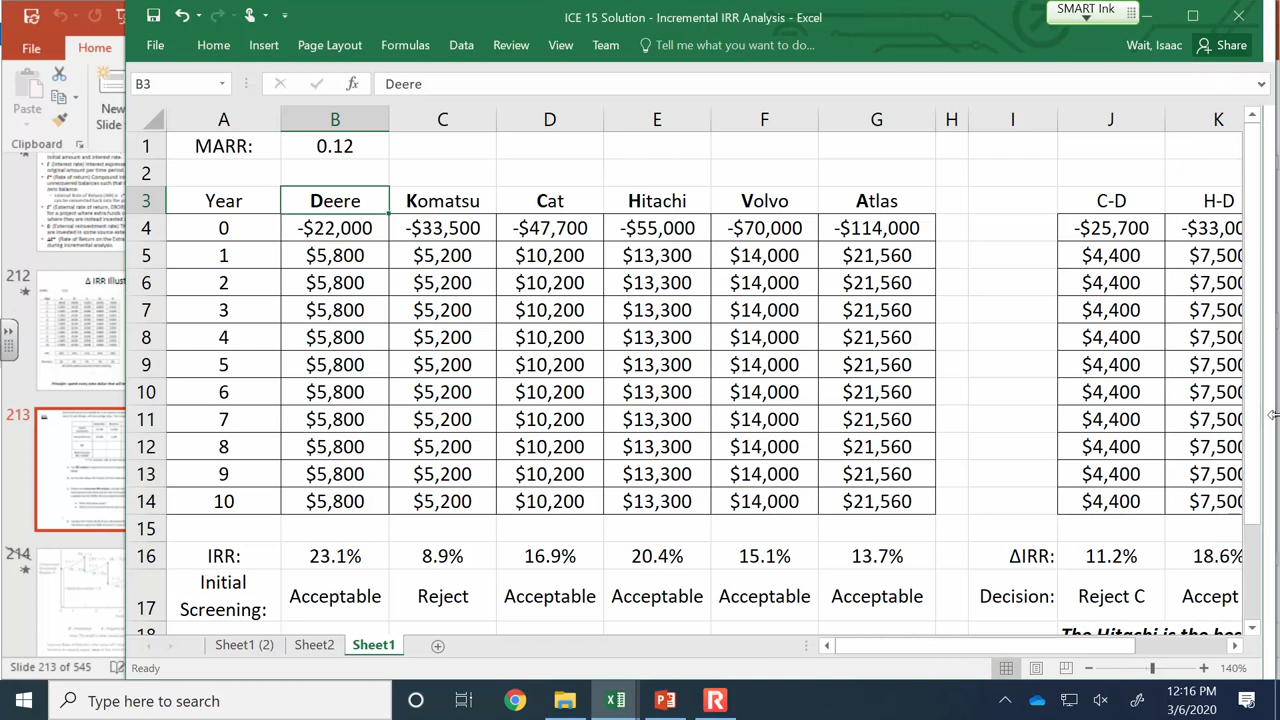 ICE 15 Solution - Incremental IRR Analysis - Excel
SMART Ink
File Home
File Home Insert Page Layout Formulas Data Review View Team Tell me what you want to do... Wait, Isaac Share
Paste
New
Slide
Clipboard
B3 fx Deere
A B C D E F G H I J K
1 MARR: 0.12
2
3 Year Deere Komatsu Cat Hitachi Volvo Atlas C-D H-D
4 0 -$22,000 -$33,500 -$47,700 -$55,000 -$70,000 -$114,000 -$25,700 -$33,00
5 1 $5,800 $5,200 $10,200 $13,300 $14,000 $21,560 $4,400 $7,500
6 2 $5,800 $5,200 $10,200 $13,300 $14,000 $21,560 $4,400 $7,500
7 3 $5,800 $5,200 $10,200 $13,300 $14,000 $21,560 $4,400 $7,500
8 4 $5,800 $5,200 $10,200 $13,300 $14,000 $21,560 $4,400 $7,500
9 5 $5,800 $5,200 $10,200 $13,300 $14,000 $21,560 $4,400 $7,500
10 6 $5,800 $5,200 $10,200 $13,300 $14,000 $21,560 $4,400 $7,500
11 7 $5,800 $5,200 $10,200 $13,300 $14,000 $21,560 $4,400 $7,500
12 8 $5,800 $5,200 $10,200 $13,300 $14,000 $21,560 $4,400 $7,500
13 9 $5,800 $5,200 $10,200 $13,300 $14,000 $21,560 $4,400 $7,500
14 10 $5,800 $5,200 $10,200 $13,300 $14,000 $21,560 $4,400 $7,500
15
16 IRR: 23.1% 8.9% 16.9% 20.4% 15.1% 13.7% ΔIRR: 11.2% 18.6%
17 Initial Screening: Acceptable Reject Acceptable Acceptable Acceptable Acceptable Decision: Reject C Accept
18 The Hitachi is the
212
Δ IRR Illust
213
214
Sheet1 (2) Sheet2 Sheet1
Slide 213 of 545
Ready
140%
Type here to search
12:16 PM
3/6/2020